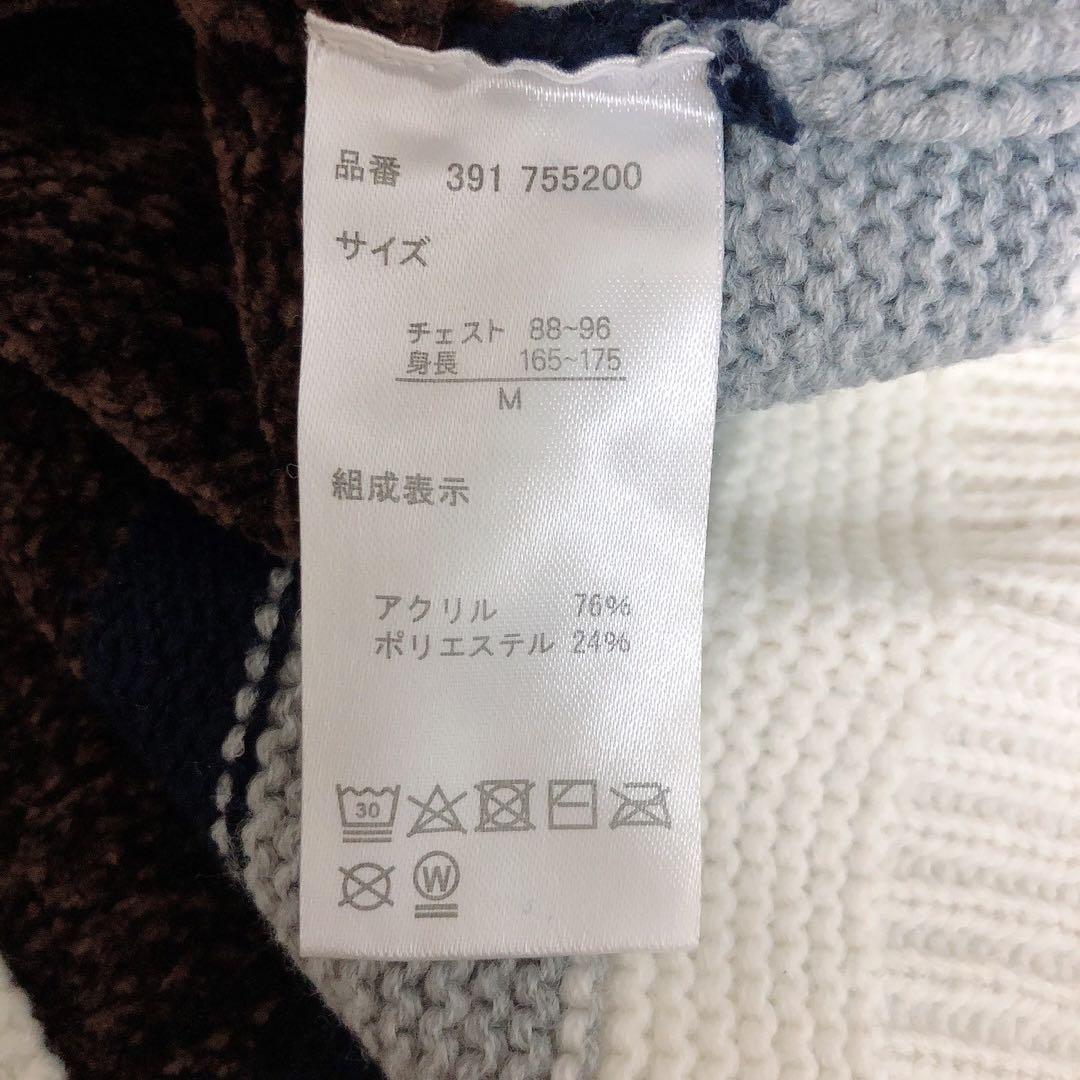 品番 391 755200
サイズ
チェスト 88~96
身長 165~175
M
組成表示
アクリル 76%
ポリエステル 24%
30
W